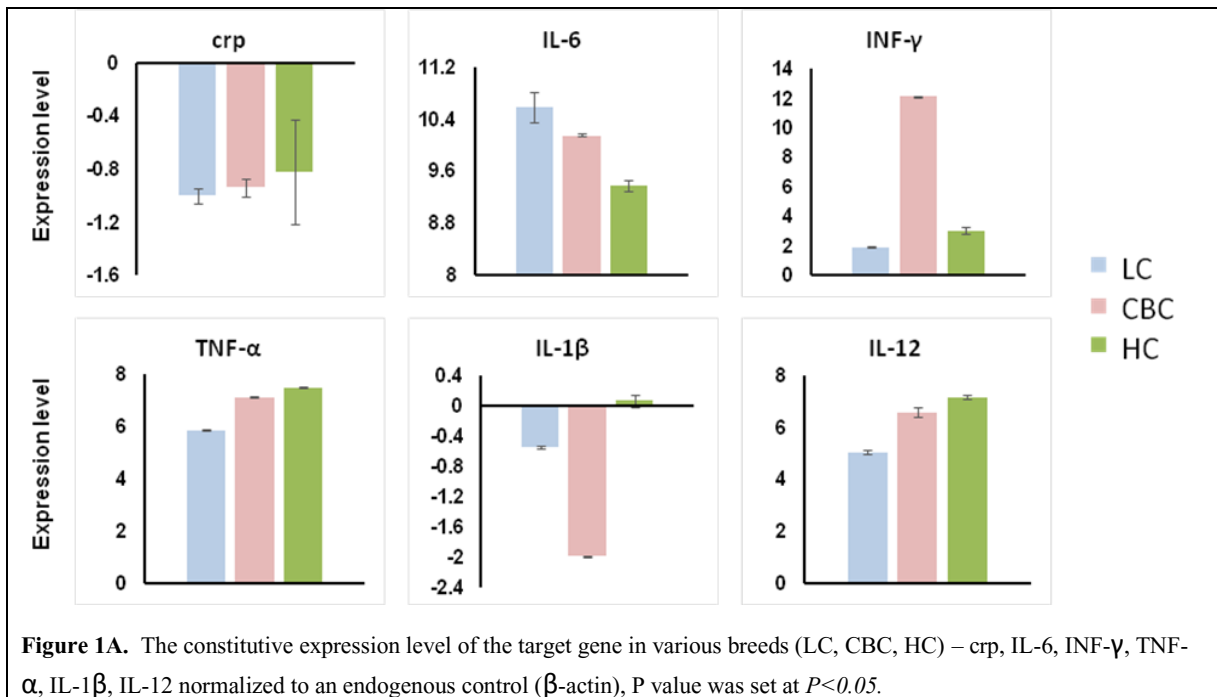 crp
IL-6
INF-γ
Expression level
0
-0.4
-0.8
-1.2
-1.6
11.2
10.4
9.6
8.8
8
14
12
10
8
6
4
2
0
LC
CBC
HC
TNF-α
IL-1β
IL-12
Expression level
8
6
4
2
0
0.4
0
-0.4
-0.8
-1.2
-1.6
-2
-2.4
8
6
4
2
0
Figure 1A. The constitutive expression level of the target gene in various breeds (LC, CBC, HC) – crp, IL-6, INF-γ, TNF-
α, IL-1β, IL-12 normalized to an endogenous control (β-actin), P value was set at P<0.05.